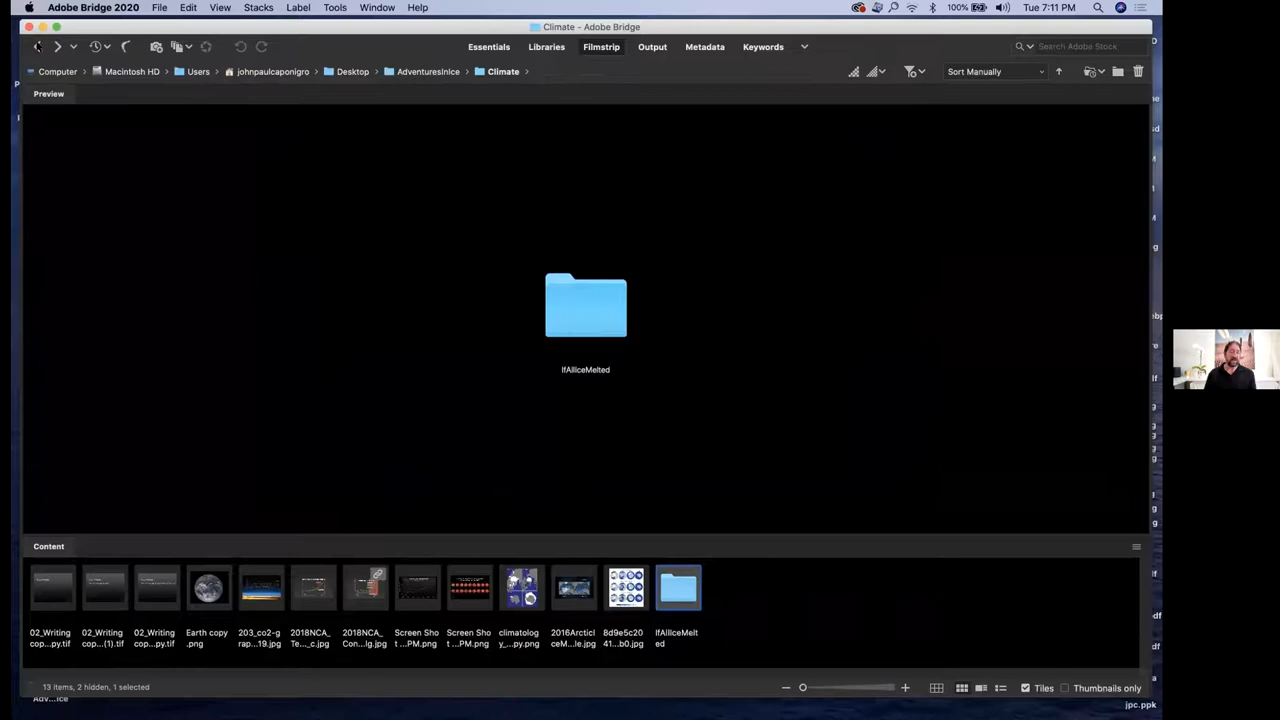 Adobe Bridge 2020 File Edit View Stacks Label Tools Window Help 100% Tue 7:11 PM
Climate - Adobe Bridge
Essentials Libraries Filmstrip Output Metadata Keywords Search Adobe Stock
Computer Macintosh HD Users johnpaulcaponigro Desktop AdventuresInIce Climate Sort Manually
Preview
IfAllIceMelted
Content
02_Writing cop...py.tif
02_Writing cop...(1).tif
02_Writing cop...py.tif
Earth copy .png
203_co2-g rap...19.jpg
2018NCA_ Te..._c.jpg
2018NCA_ Con...lg.jpg
Screen Sho t ...PM.png
Screen Sho t ...PM.png
climatolog y_...py.png
2016ArcticI ceM...le.jpg
8d9e5c20 41...b0.jpg
IfAllIceMelt ed
13 items, 2 hidden, 1 selected Tiles Thumbnails only
jpc.ppk